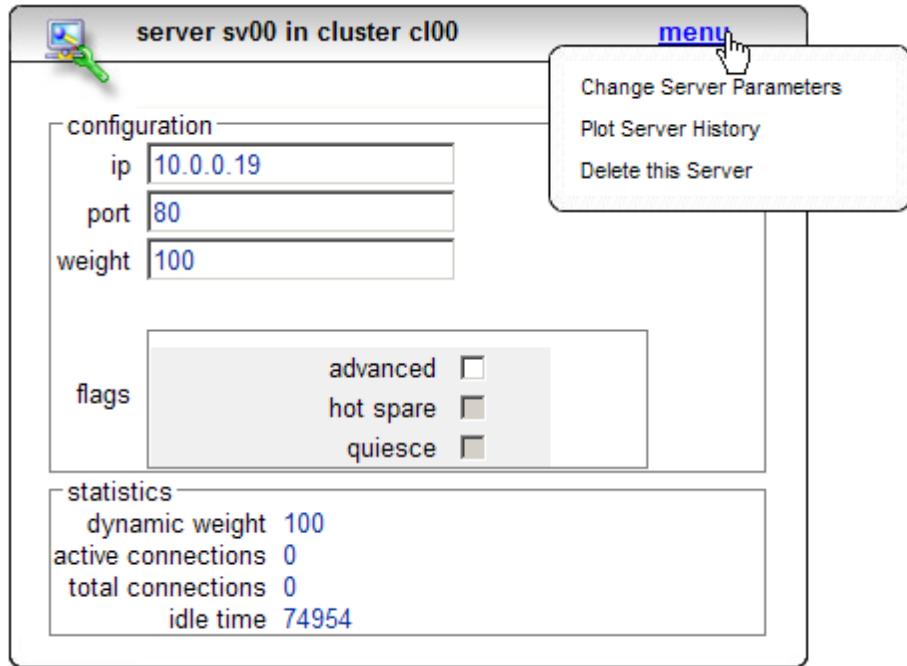 server sv00 in cluster cl00 menu
Change Server Parameters
Plot Server History
Delete this Server
configuration
ip 10.0.0.19
port 80
weight 100
flags
advanced
hot spare
quiesce
statistics
dynamic weight 100
active connections 0
total connections 0
idle time 74954